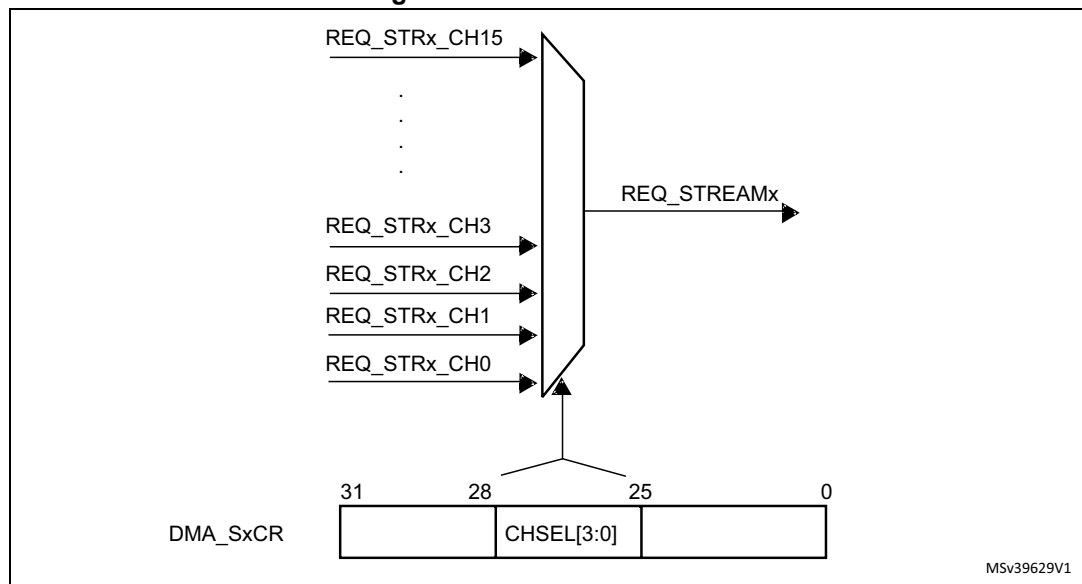 REQ_STRx_CH15
.
.
.
.
REQ_STREAMx
REQ_STRx_CH3
REQ_STRx_CH2
REQ_STRx_CH1
REQ_STRx_CH0
31 28 25 0
DMA_SxCR CHSEL[3:0]
MSv39629V1